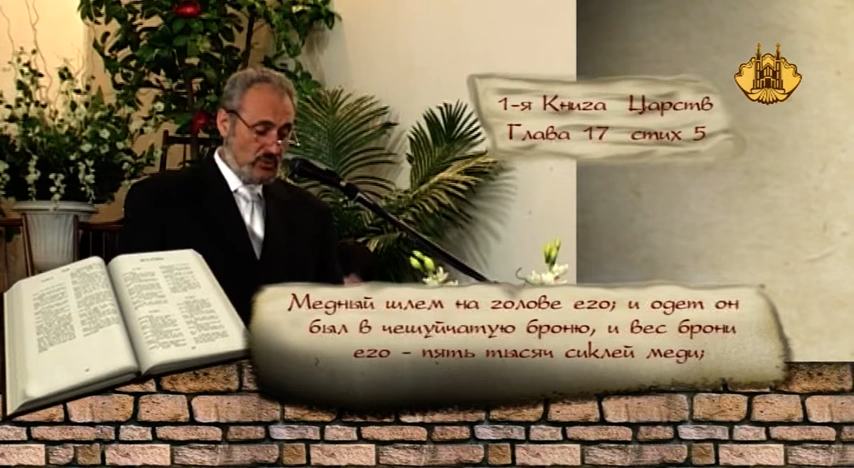 1-я Книга Царств
Глава 17 стих 5
Медный шлем на голове его; и одет он
был в чешуйчатую броню, и вес брони
его - пять тысяч сиклей меди;